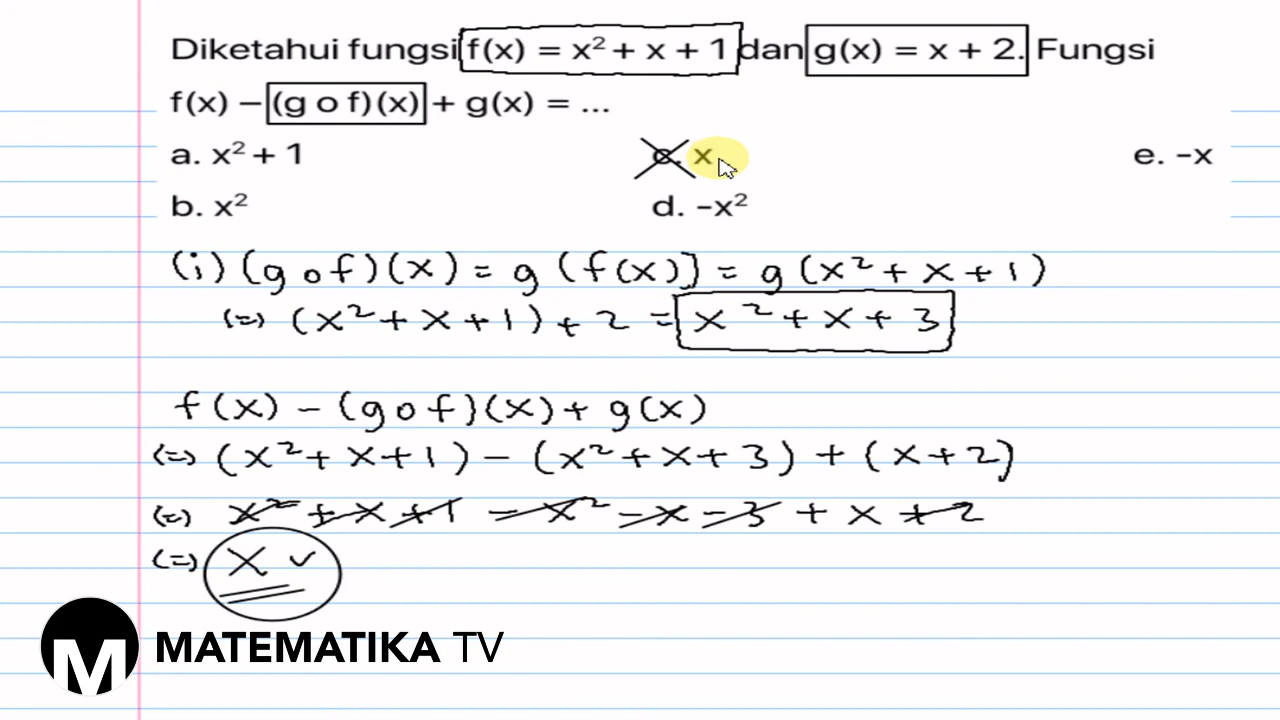 Diketahui fungsi f(x) = x² + x + 1 dan g(x) = x + 2. Fungsi
f(x) − (g o f)(x) + g(x) = ...
a. x² + 1 c. x e. -x
b. x² d. -x²
(i) (g o f)(x) = g (f(x)] = g (x² + x + 1)
(=) (x² + x + 1) + 2 = x² + x + 3
f(x) − (g o f)(x) + g(x)
(=) (x² + x + 1) − (x² + x + 3) + (x + 2)
(=) x² + x + 1 − x² − x − 3 + x + 2
(=) x ✓
M MATEMATIKA TV